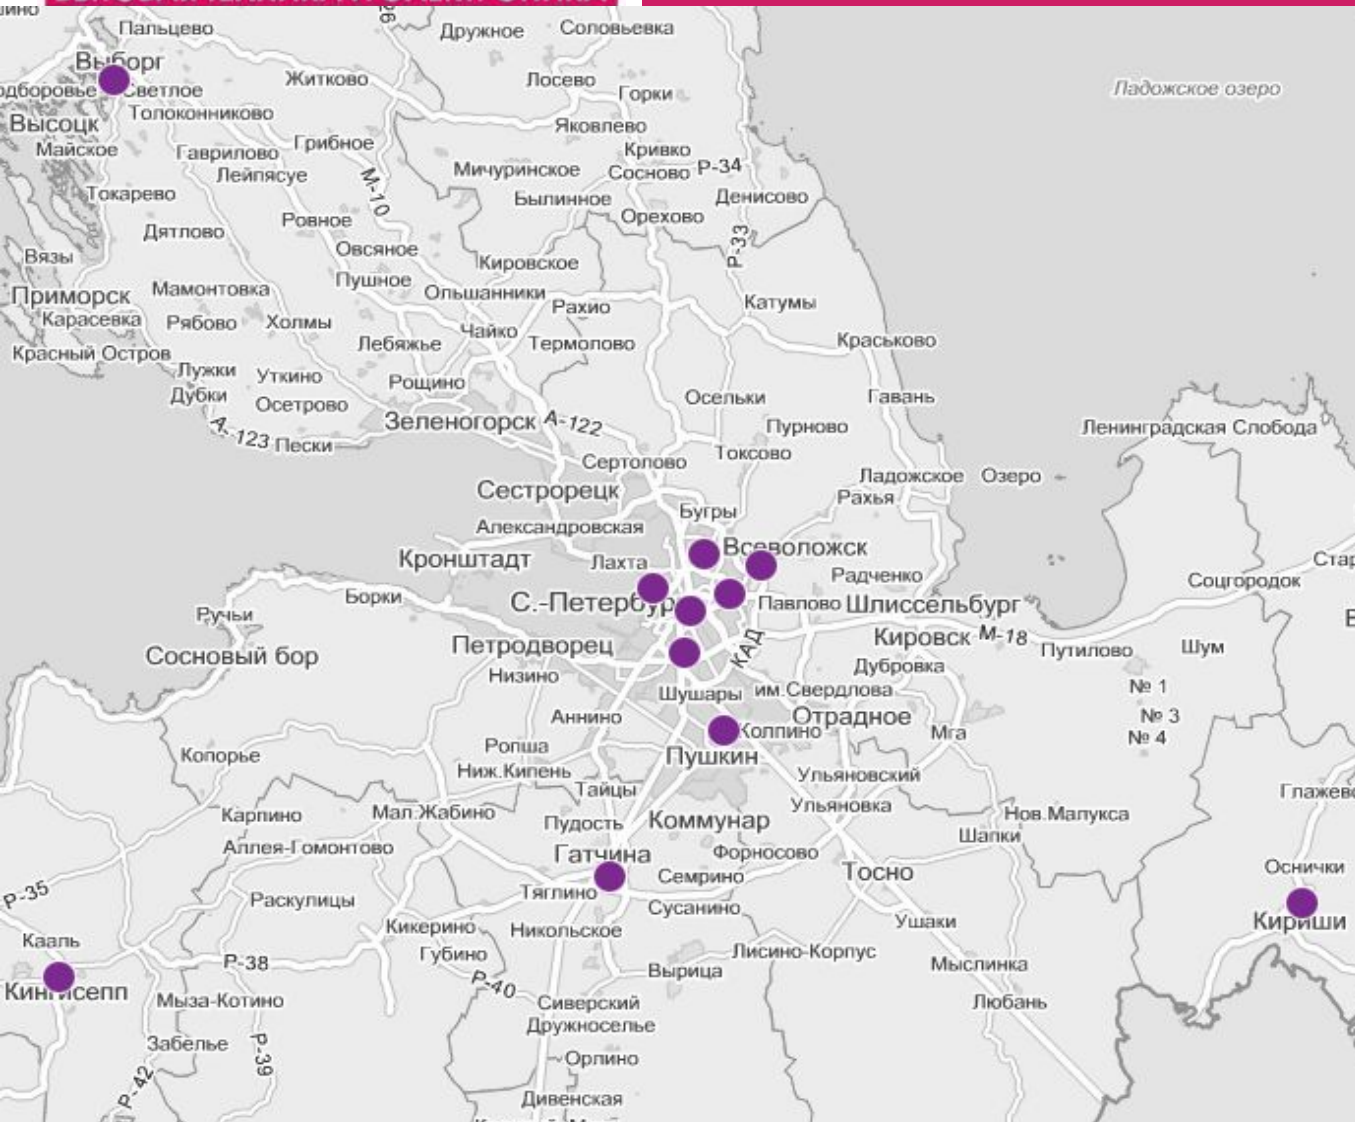 Пальцево
Дружное
Соловьевка
Выборг
Житково
Лосево
Горки
Ладожское озеро
Светлое
Высоцк
Толоконниково
Яковлево
Майское
Гаврилово
Грибное
Кривко
Лейпясуе
Мичуринское
Сосново
Р-34
М-10
Токарево
Былинное
Денисово
Ровное
Орехово
Дятлово
Овсяное
Р-33
Вязы
Кировское
Пушное
Приморск
Мамонтовка
Ольшанники
Рахио
Катумы
Карасевка
Рябово
Холмы
Чайко
Красный Остров
Лебяжье
Термолово
Краськово
Лужки
Уткино
Рощино
Дубки
Осетрово
Осельки
Гавань
Зеленогорск
А-122
А-123
Пески
Пурново
Ленинградская Слобода
Токсово
Сертолово
Ладожское Озеро
Сестрорецк
Рахья
Бугры
Александровская
Кронштадт
Лахта
Всеволожск
Радченко
Соцгородок
Борки
С.-Петербур
Павлово
Шлиссельбург
Ручьи
Петродворец
КАД
Кировск
М-18
Путилово
Шум
Сосновый бор
Дубровка
Низино
Шушары
им.Свердлова
№ 1
Аннино
Отрадное
№ 3
Колпино
Мга
№ 4
Копорье
Ропша
Пушкин
Ниж.Кипень
Ульяновский
Тайцы
Карпино
Мал.Жабино
Ульяновка
Пудость
Коммунар
Нов.Малукса
Шапки
Аллея-Гомонтово
Гатчина
Форносово
Оснички
Тосно
Р-35
Тяглино
Семрино
Раскулицы
Сусанино
Кириши
Кикерино
Никольское
Ушаки
Кааль
Губино
Лисино-Корпус
Р-38
Вырица
Мыслинка
Р-40
Кингисепп
Мыза-Котино
Сиверский
Любань
Дружноселье
Забелье
Р-39
Орлино
Р-42
Дивенская